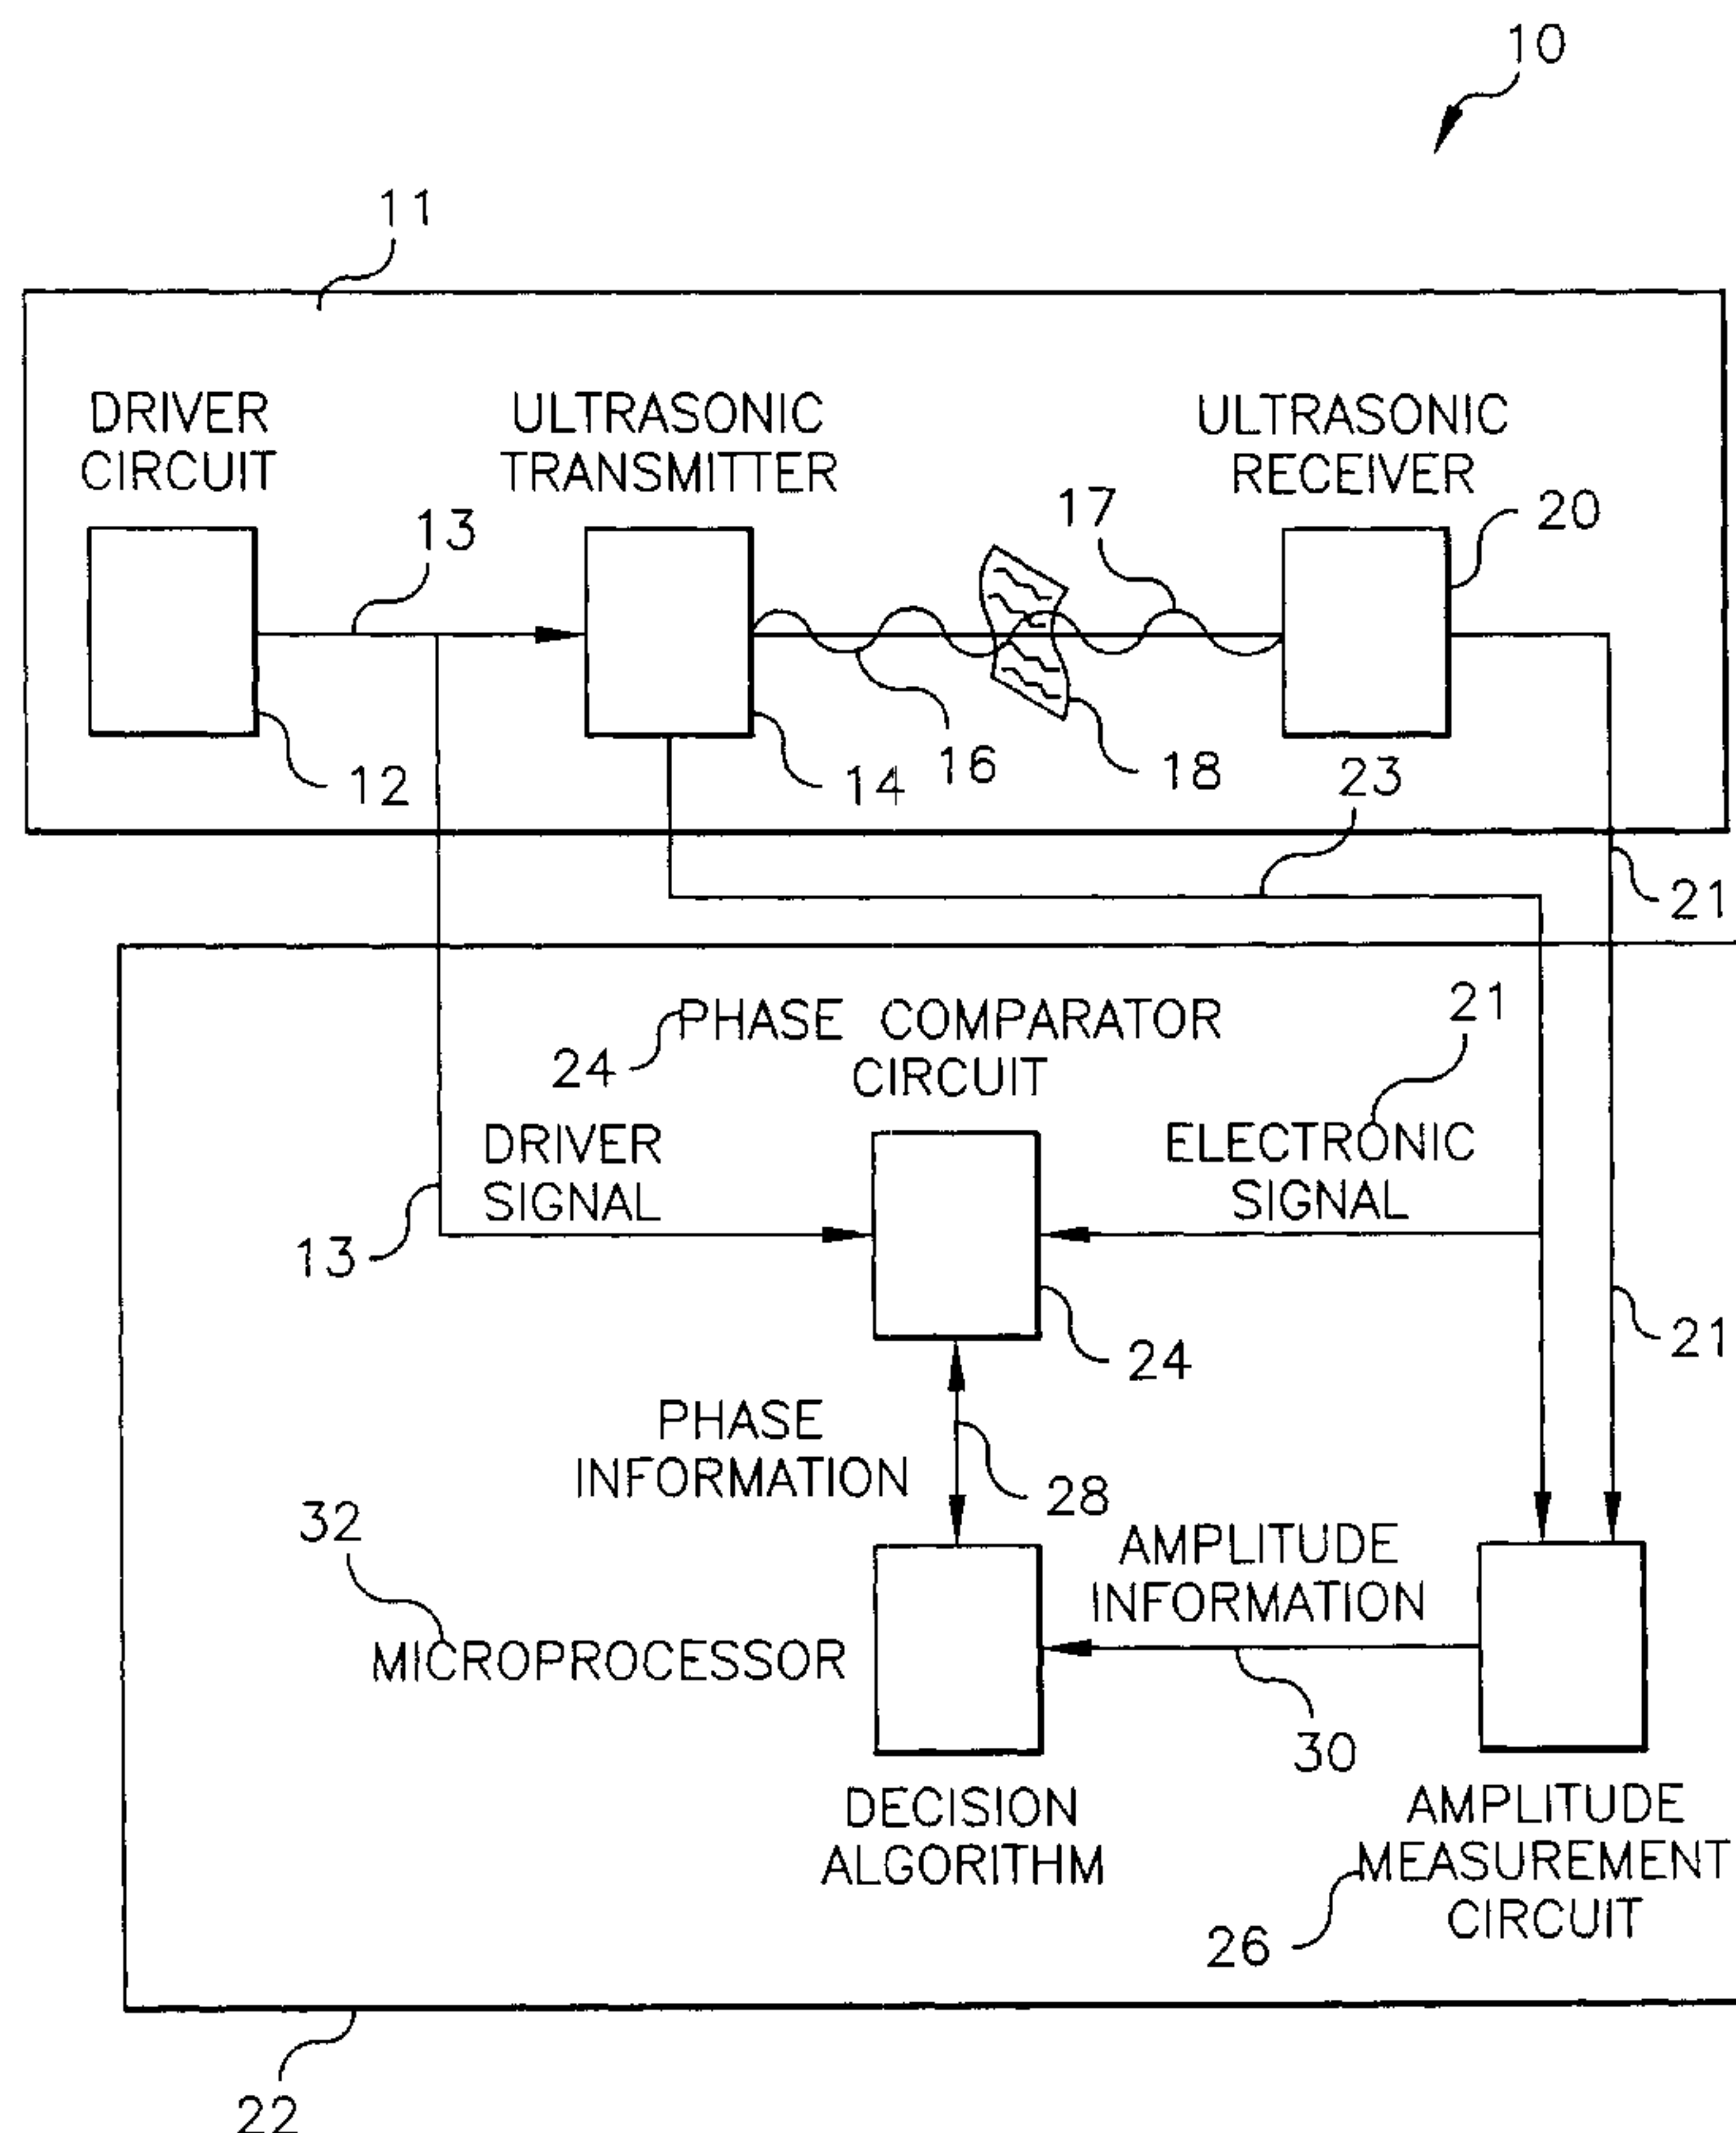 10
11
DRIVER
CIRCUIT
ULTRASONIC
TRANSMITTER
ULTRASONIC
RECEIVER
13
17
20
12
14
16
18
23
21
24
PHASE COMPARATOR
CIRCUIT
21
DRIVER
SIGNAL
ELECTRONIC
SIGNAL
13
24
21
PHASE
INFORMATION
28
32
AMPLITUDE
INFORMATION
MICROPROCESSOR
30
DECISION
ALGORITHM
AMPLITUDE
MEASUREMENT
CIRCUIT
26
22